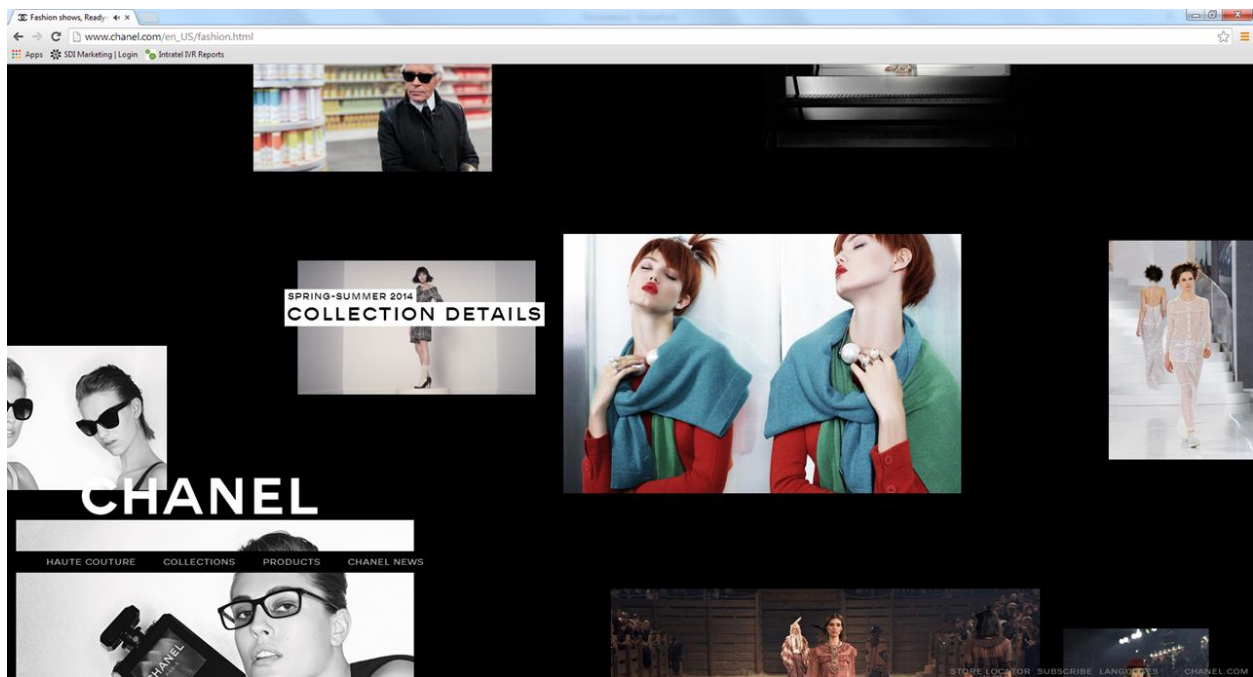 Fashion shows, Ready-
www.chanel.com/en_US/fashion.html
Apps SDI Marketing | Login Intratel IVR Reports
SPRING-SUMMER 2014
COLLECTION DETAILS
CHANEL
HAUTE COUTURE COLLECTIONS PRODUCTS CHANEL NEWS
CHANEL
STORE LOCATOR SUBSCRIBE LANGUAGES CHANEL.COM